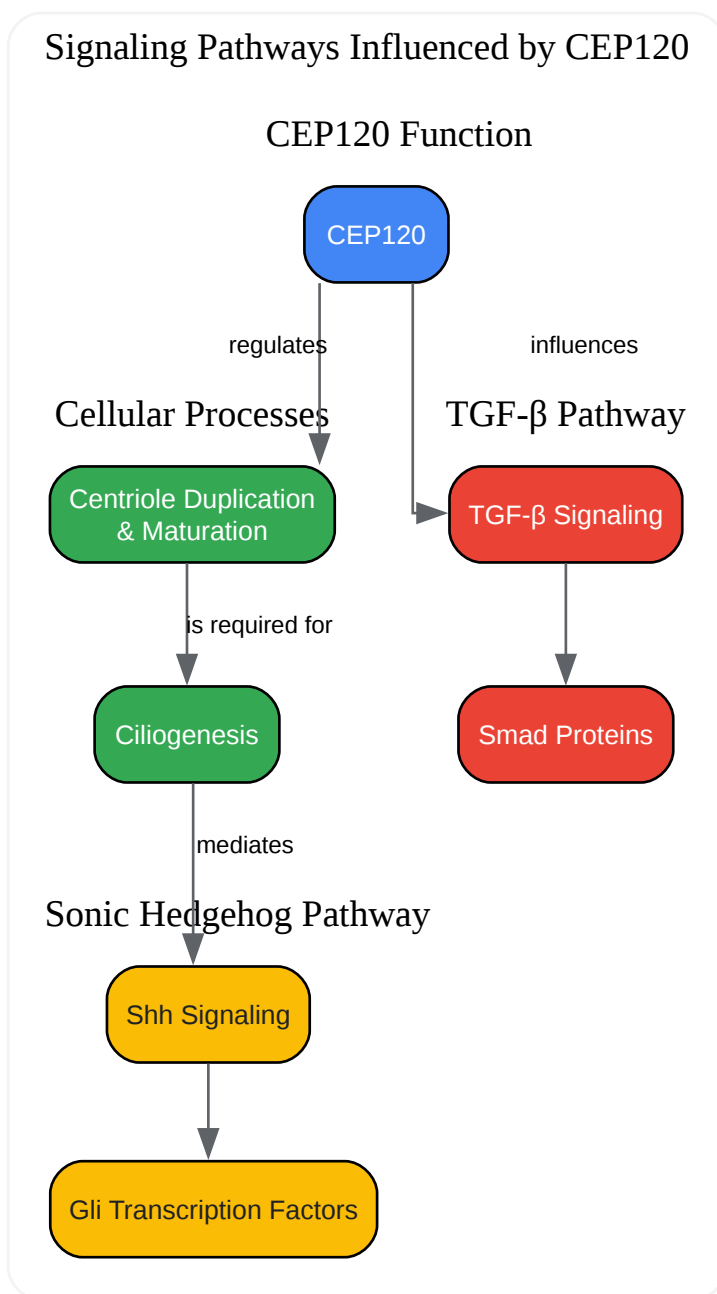 Signaling Pathways Influenced by CEP120
CEP120 Function
CEP120
regulates
influences
Cellular Processes
TGF-β Pathway
Centriole Duplication
& Maturation
TGF-β Signaling
is required for
Ciliogenesis
Smad Proteins
mediates
Sonic Hedgehog Pathway
Shh Signaling
Gli Transcription Factors